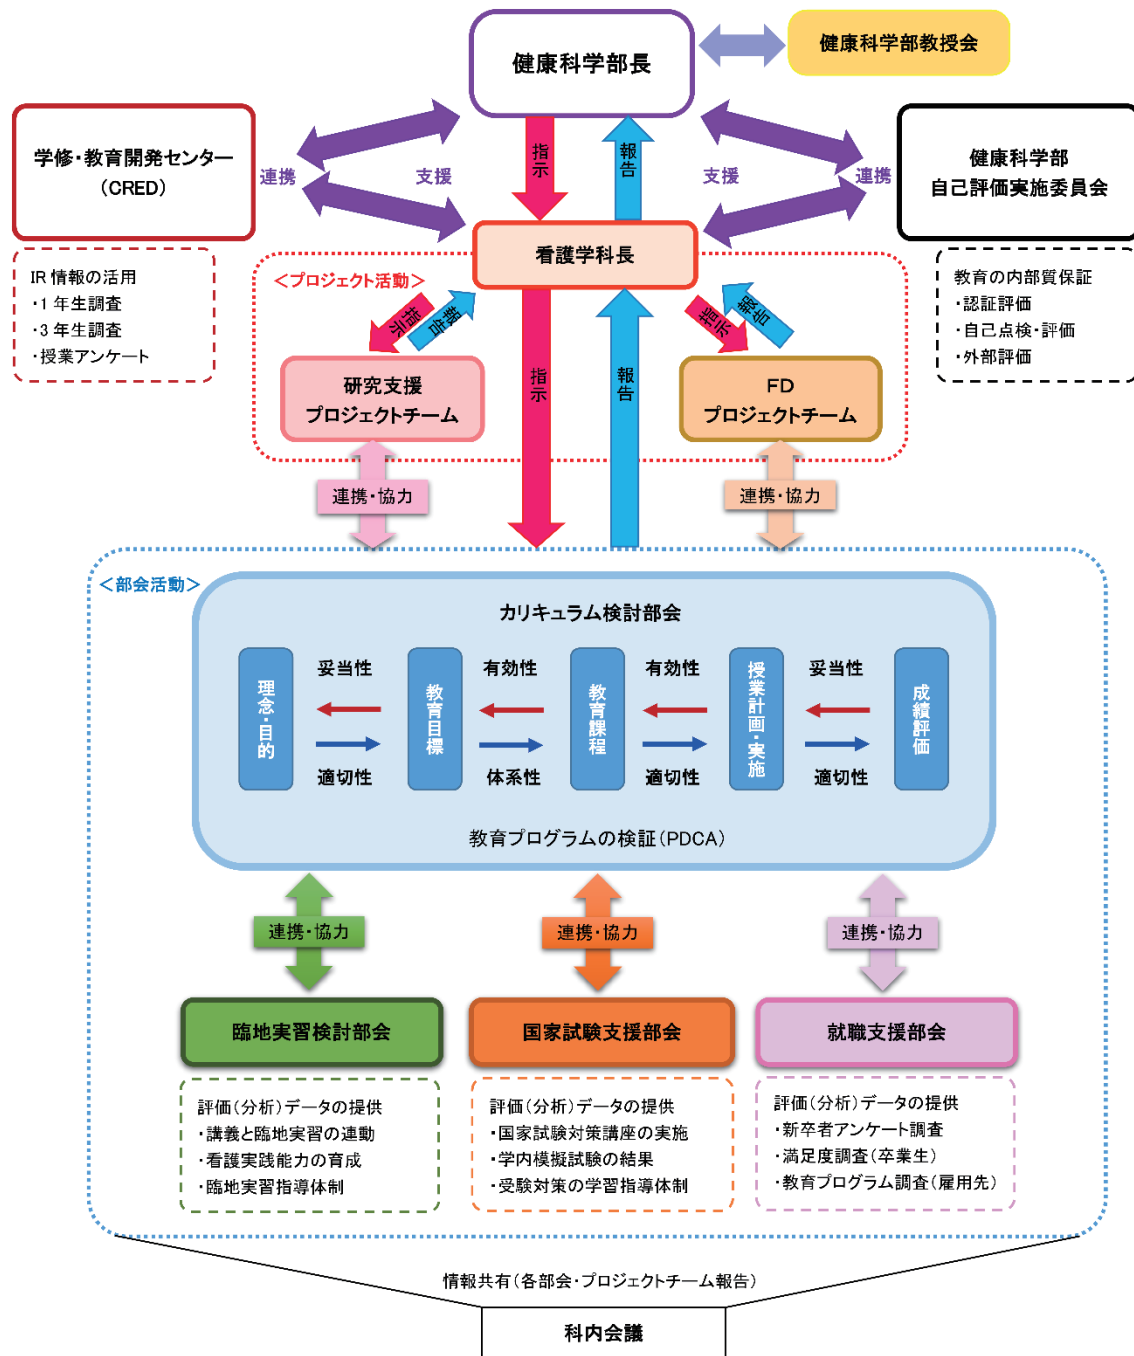 健康科学部長
健康科学部教授会
学修・教育開発センター
（CRED）
連携
支援
指示
報告
支援
連携
健康科学部
自己評価実施委員会
看護学科長
IR 情報の活用
・1 年生調査
・3 年生調査
・授業アンケート
＜プロジェクト活動＞
指示
報告
指示
報告
指示
報告
教育の内部質保証
・認証評価
・自己点検・評価
・外部評価
研究支援
プロジェクトチーム
FD
プロジェクトチーム
連携・協力
連携・協力
＜部会活動＞
カリキュラム検討部会
理念・目的
妥当性
適切性
教育目標
有効性
体系性
教育課程
有効性
適切性
授業計画・実施
妥当性
適切性
成績評価
教育プログラムの検証（PDCA）
連携・協力
連携・協力
連携・協力
臨地実習検討部会
国家試験支援部会
就職支援部会
評価（分析）データの提供
・講義と臨地実習の連動
・看護実践能力の育成
・臨地実習指導体制
評価（分析）データの提供
・国家試験対策講座の実施
・学内模擬試験の結果
・受験対策の学習指導体制
評価（分析）データの提供
・新卒者アンケート調査
・満足度調査（卒業生）
・教育プログラム調査（雇用先）
情報共有（各部会・プロジェクトチーム報告）
科内会議